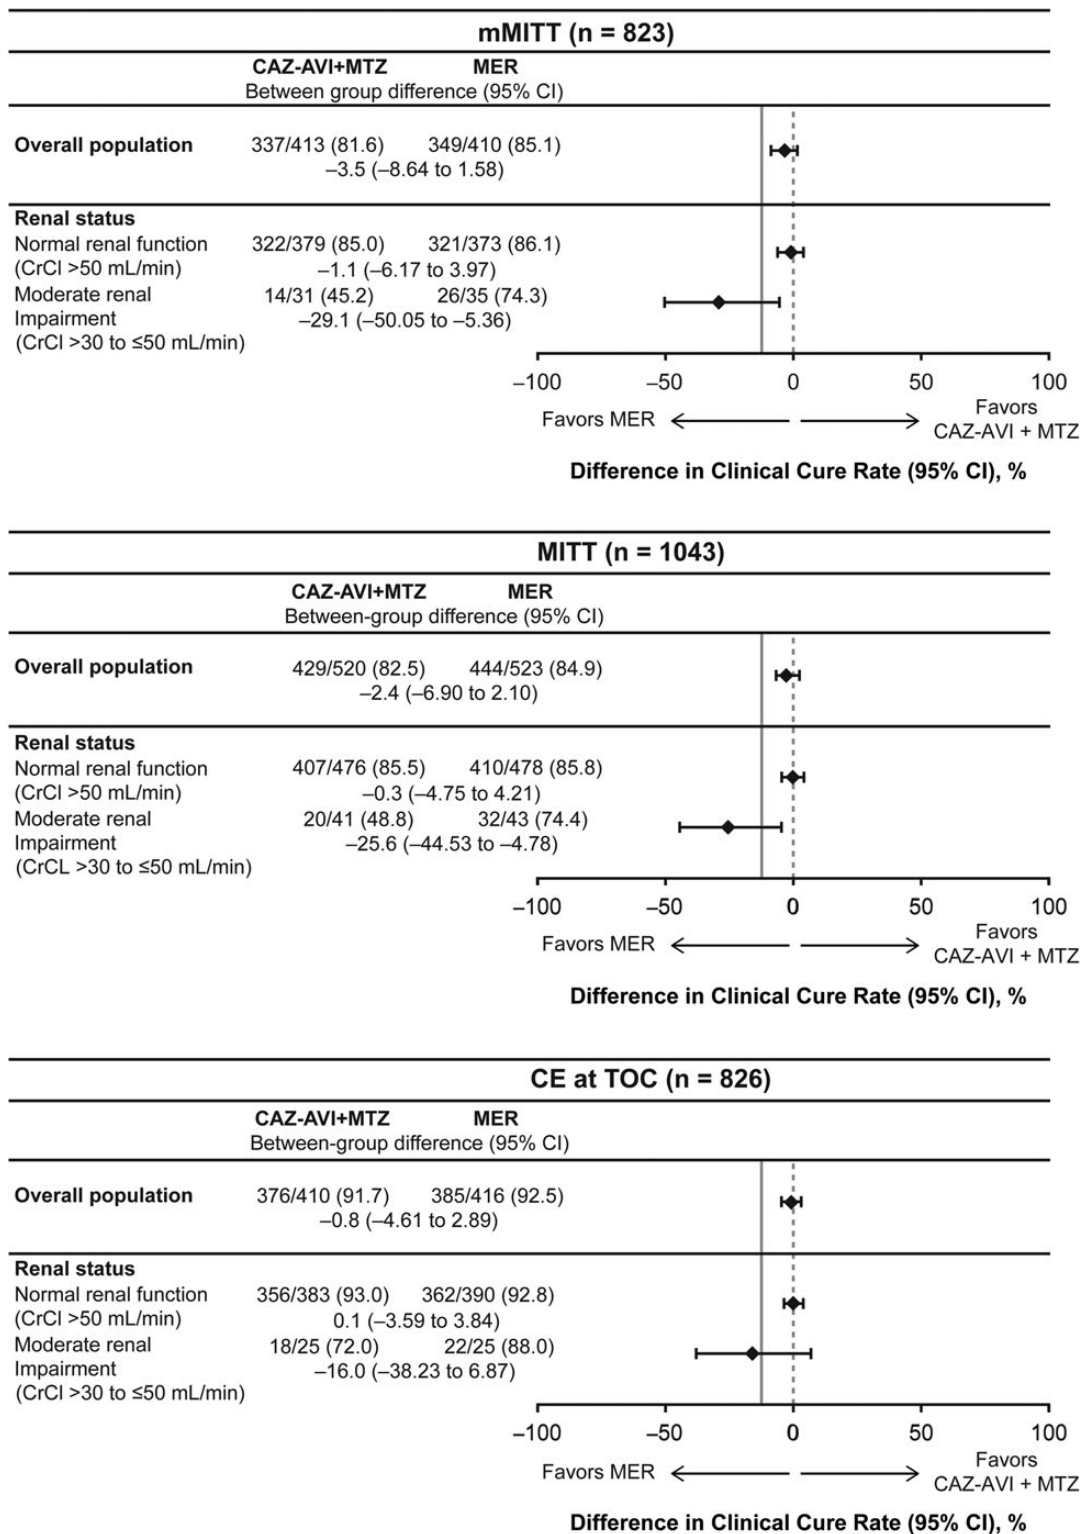 mMITT (n = 823)
CAZ-AVI+MTZ MER
Between group difference (95% CI)
Overall population 337/413 (81.6) 349/410 (85.1)
–3.5 (–8.64 to 1.58)
Renal status
Normal renal function 322/379 (85.0) 321/373 (86.1)
(CrCl >50 mL/min) –1.1 (–6.17 to 3.97)
Moderate renal 14/31 (45.2) 26/35 (74.3)
Impairment –29.1 (–50.05 to –5.36)
(CrCl >30 to ≤50 mL/min)
–100 –50 0 50 100
Favors MER Favors
CAZ-AVI + MTZ
Difference in Clinical Cure Rate (95% CI), %
MITT (n = 1043)
CAZ-AVI+MTZ MER
Between-group difference (95% CI)
Overall population 429/520 (82.5) 444/523 (84.9)
–2.4 (–6.90 to 2.10)
Renal status
Normal renal function 407/476 (85.5) 410/478 (85.8)
(CrCl >50 mL/min) –0.3 (–4.75 to 4.21)
Moderate renal 20/41 (48.8) 32/43 (74.4)
Impairment –25.6 (–44.53 to –4.78)
(CrCL >30 to ≤50 mL/min)
–100 –50 0 50 100
Favors MER Favors
CAZ-AVI + MTZ
Difference in Clinical Cure Rate (95% CI), %
CE at TOC (n = 826)
CAZ-AVI+MTZ MER
Between-group difference (95% CI)
Overall population 376/410 (91.7) 385/416 (92.5)
–0.8 (–4.61 to 2.89)
Renal status
Normal renal function 356/383 (93.0) 362/390 (92.8)
(CrCl >50 mL/min) 0.1 (–3.59 to 3.84)
Moderate renal 18/25 (72.0) 22/25 (88.0)
Impairment –16.0 (–38.23 to 6.87)
(CrCl >30 to ≤50 mL/min)
–100 –50 0 50 100
Favors MER Favors
CAZ-AVI + MTZ
Difference in Clinical Cure Rate (95% CI), %